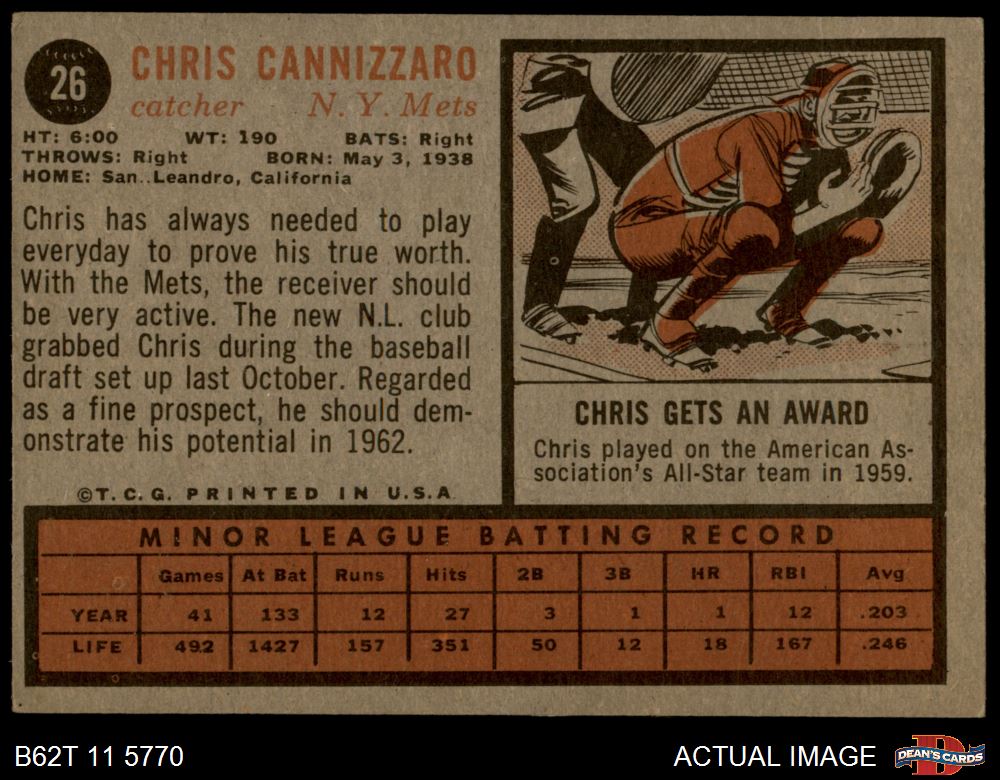 26
CHRIS CANNIZZARO
catcher N. Y. Mets
HT: 6:00 WT: 190 BATS: Right
THROWS: Right BORN: May 3, 1938
HOME: San..Leandro, California
Chris has always needed to play
everyday to prove his true worth.
With the Mets, the receiver should
be very active. The new N.L. club
grabbed Chris during the baseball
draft set up last October. Regarded
as a fine prospect, he should dem-
onstrate his potential in 1962.
©T. C. G. PRINTED IN U.S.A.
CHRIS GETS AN AWARD
Chris played on the American As-
sociation's All-Star team in 1959.
MINOR LEAGUE BATTING RECORD
Games At Bat Runs Hits 2B 3B HR RBI Avg
YEAR 41 133 12 27 3 1 1 12 .203
LIFE 492 1427 157 351 50 12 18 167 .246
B62T 11 5770 ACTUAL IMAGE DEAN'S CARDS